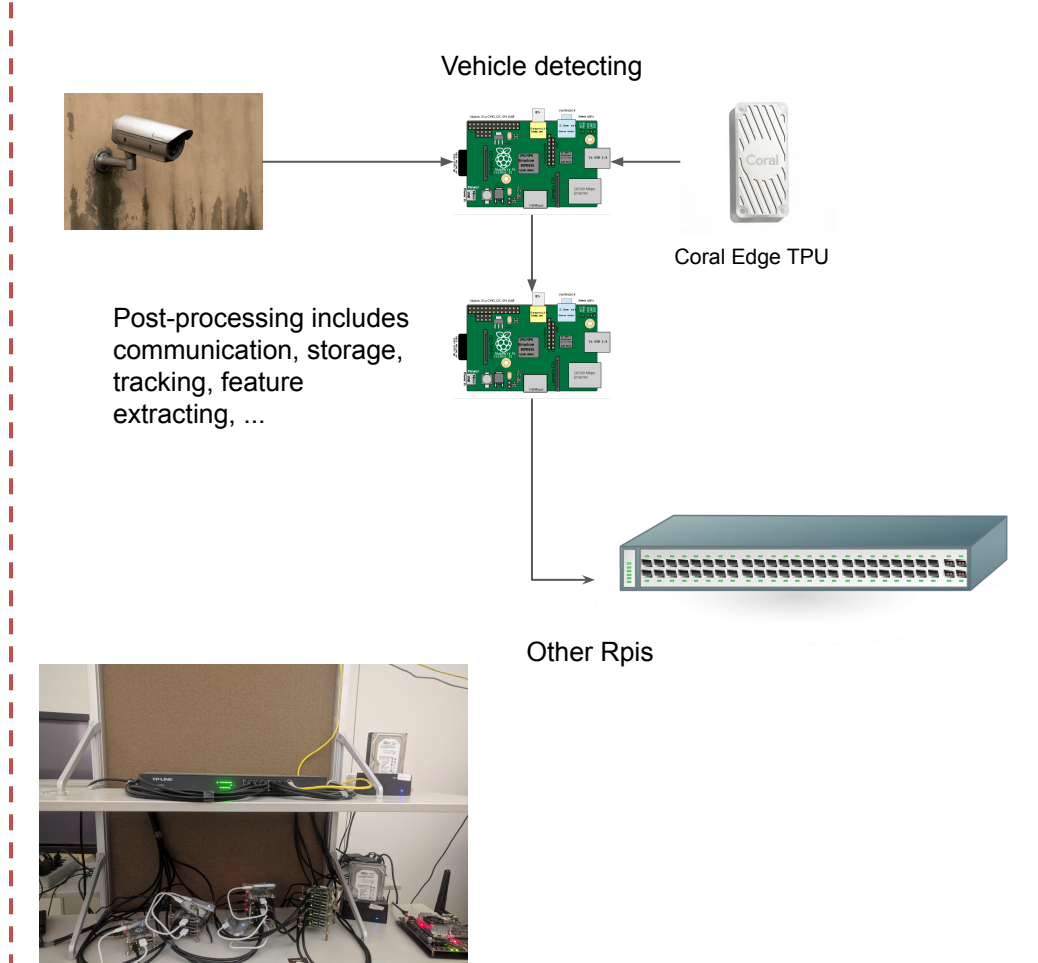 Vehicle detecting
Coral
Coral Edge TPU
Post-processing includes
communication, storage,
tracking, feature
extracting, ...
Other Rpis
TP-LINK